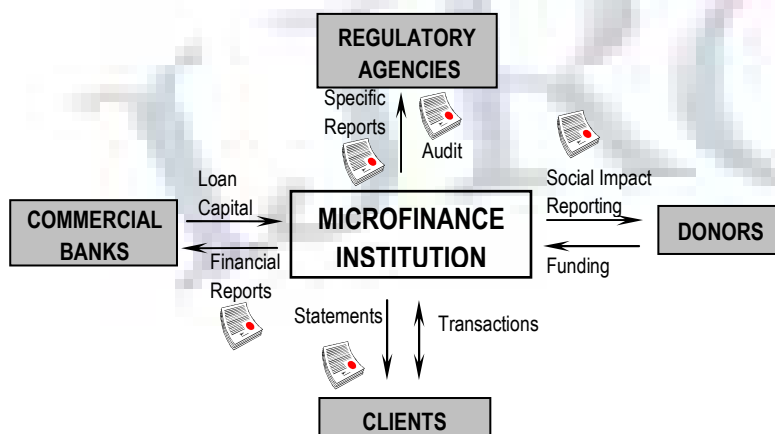 REGULATORY
AGENCIES
Specific
Reports
Audit
Loan
Capital
Social Impact
Reporting
COMMERCIAL
BANKS
MICROFINANCE
INSTITUTION
DONORS
Financial
Reports
Funding
Statements
Transactions
CLIENTS